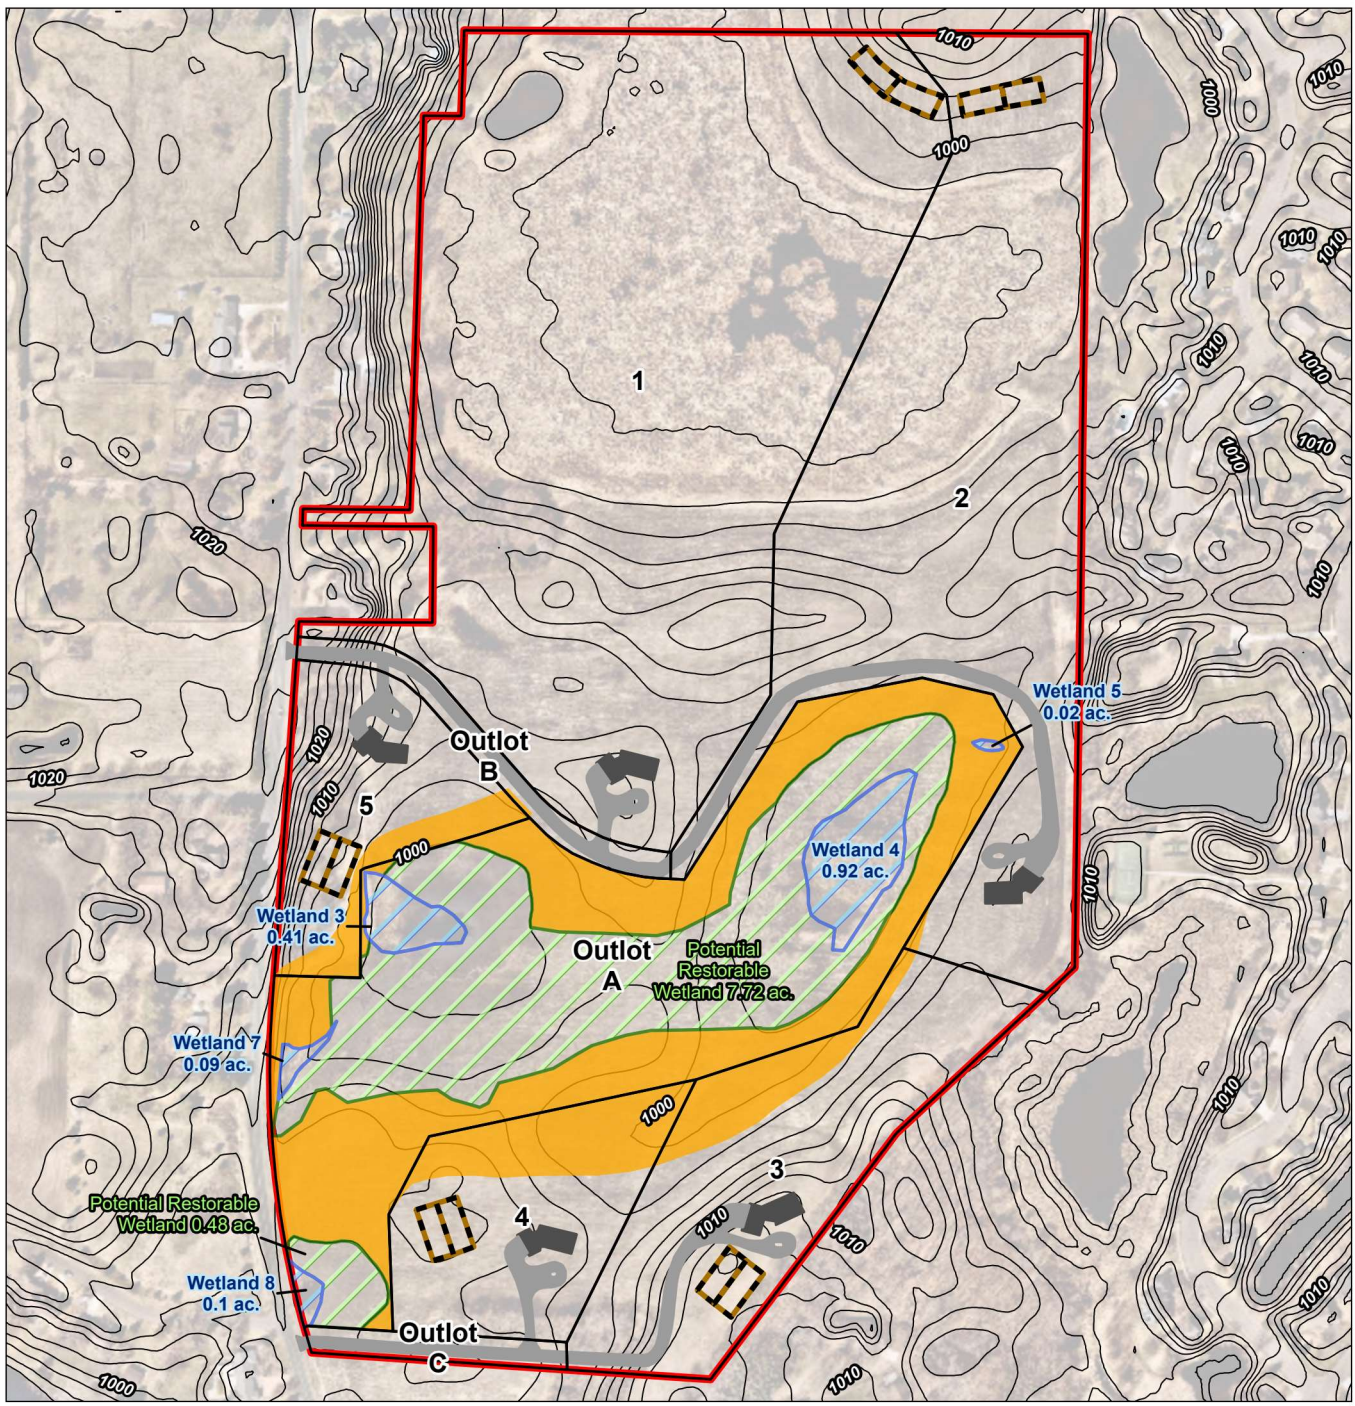 1010
1010
1000
1000
1010
1010
1010
1010
1
1010
1010
2
1020
1010
Wetland 5
0.02 ac.
1020
Outlot
B
1020
1010
5
1000
Wetland 4
0.92 ac.
1010
Wetland 3
0.41 ac.
Outlot
A
Potential
Restorable
Wetland 7.72 ac.
Wetland 7
0.09 ac.
1000
1010
3
Potential Restorable
Wetland 0.48 ac.
4
1010
1010
Wetland 8
0.1 ac.
1010
Outlot
C
1000
1010